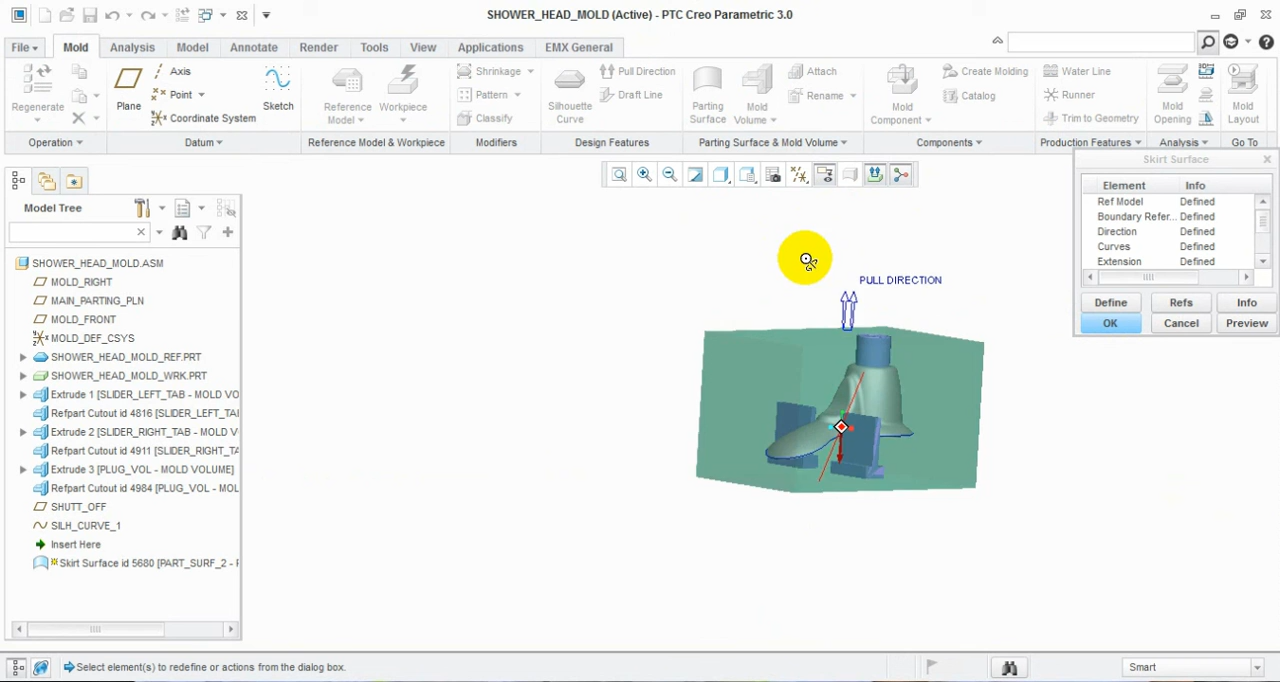 SHOWER_HEAD_MOLD (Active) - PTC Creo Parametric 3.0
File Mold Analysis Model Annotate Render Tools View Applications EMX General
Regenerate
Operation
Plane
Axis
Point
Coordinate System
Sketch
Datum
Reference Model
Workpiece
Reference Model & Workpiece
Shrinkage
Pattern
Classify
Modifiers
Silhouette Curve
Pull Direction
Draft Line
Design Features
Parting Surface
Mold Volume
Attach
Rename
Parting Surface & Mold Volume
Mold Component
Create Molding
Catalog
Components
Water Line
Runner
Trim to Geometry
Production Features
Mold Opening
Analysis
Mold Layout
Go To
Model Tree
SHOWER_HEAD_MOLD.ASM
MOLD_RIGHT
MAIN_PARTING_PLN
MOLD_FRONT
MOLD_DEF_CSYS
SHOWER_HEAD_MOLD_REF.PRT
SHOWER_HEAD_MOLD_WRK.PRT
Extrude 1 [SLIDER_LEFT_TAB - MOLD VO
Refpart Cutout id 4816 [SLIDER_LEFT_TA
Extrude 2 [SLIDER_RIGHT_TAB - MOLD V
Refpart Cutout id 4911 [SLIDER_RIGHT_T
Extrude 3 [PLUG_VOL - MOLD VOLUME]
Refpart Cutout id 4984 [PLUG_VOL - MOL
SHUTT_OFF
SILH_CURVE_1
Insert Here
Skirt Surface id 5680 [PART_SURF_2 - F
PULL DIRECTION
Skirt Surface
Element Info
Ref Model Defined
Boundary Refer... Defined
Direction Defined
Curves Defined
Extension Defined
Define Refs Info
OK Cancel Preview
Select element(s) to redefine or actions from the dialog box.
Smart